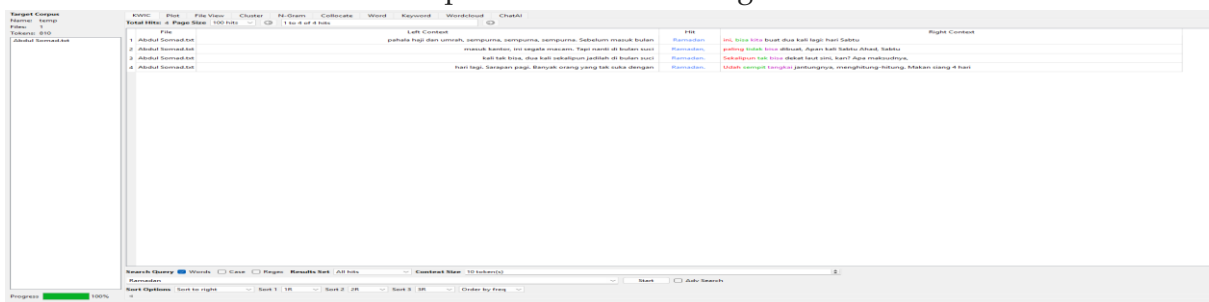 Target Corpus
Name: temp
Files: 1
Tokens: 810
Abdul Somad.txt
Progress 100%
KWIC Plot File View Cluster N-Gram Collocate Word Keyword Wordcloud ChatAI
Total Hits: 4 Page Size 100 hits 1 to 4 of 4 hits
File Left Context Hit Right Context
1 Abdul Somad.txt pahala haji dan umrah, sempurna, sempurna, sempurna. Sebelum masuk bulan Ramadan ini, bisa kita buat dua kali lagi: hari Sabtu
2 Abdul Somad.txt masuk kantor, ini segala macam. Tapi nanti di bulan suci Ramadan, paling tidak bisa dibuat, Apan kali Sabtu Ahad, Sabtu
3 Abdul Somad.txt kali tak bisa, dua kali sekalipun jadilah di bulan suci Ramadan. Sekalipun tak bisa dekat laut sini, kan? Apa maksudnya,
4 Abdul Somad.txt hari lagi. Sarapan pagi. Banyak orang yang tak suka dengan Ramadan. Udah sempit tangkai jantungnya, menghitung-hitung. Makan siang 4 hari
Search Query Words Case Regex Results Set All hits Context Size 10 token(s)
Ramadan Start Adv Search
Sort Options Sort to right Sort 1 1R Sort 2 2R Sort 3 3R Order by freq